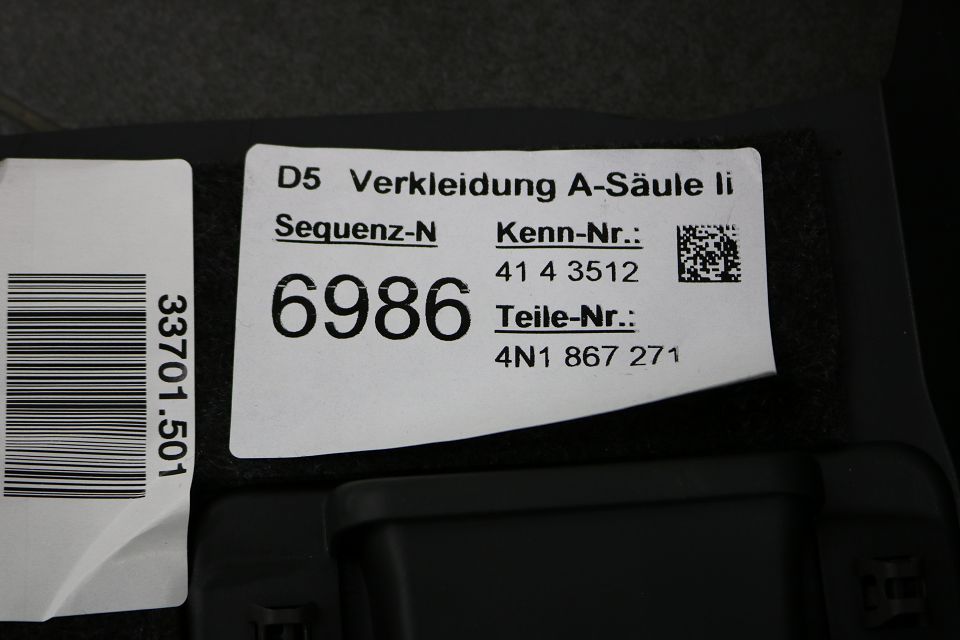 D5 Verkleidung A-Säule li
Sequenz-N
6986
Kenn-Nr.:
41 4 3512
Teile-Nr.:
4N1 867 271
33701.501